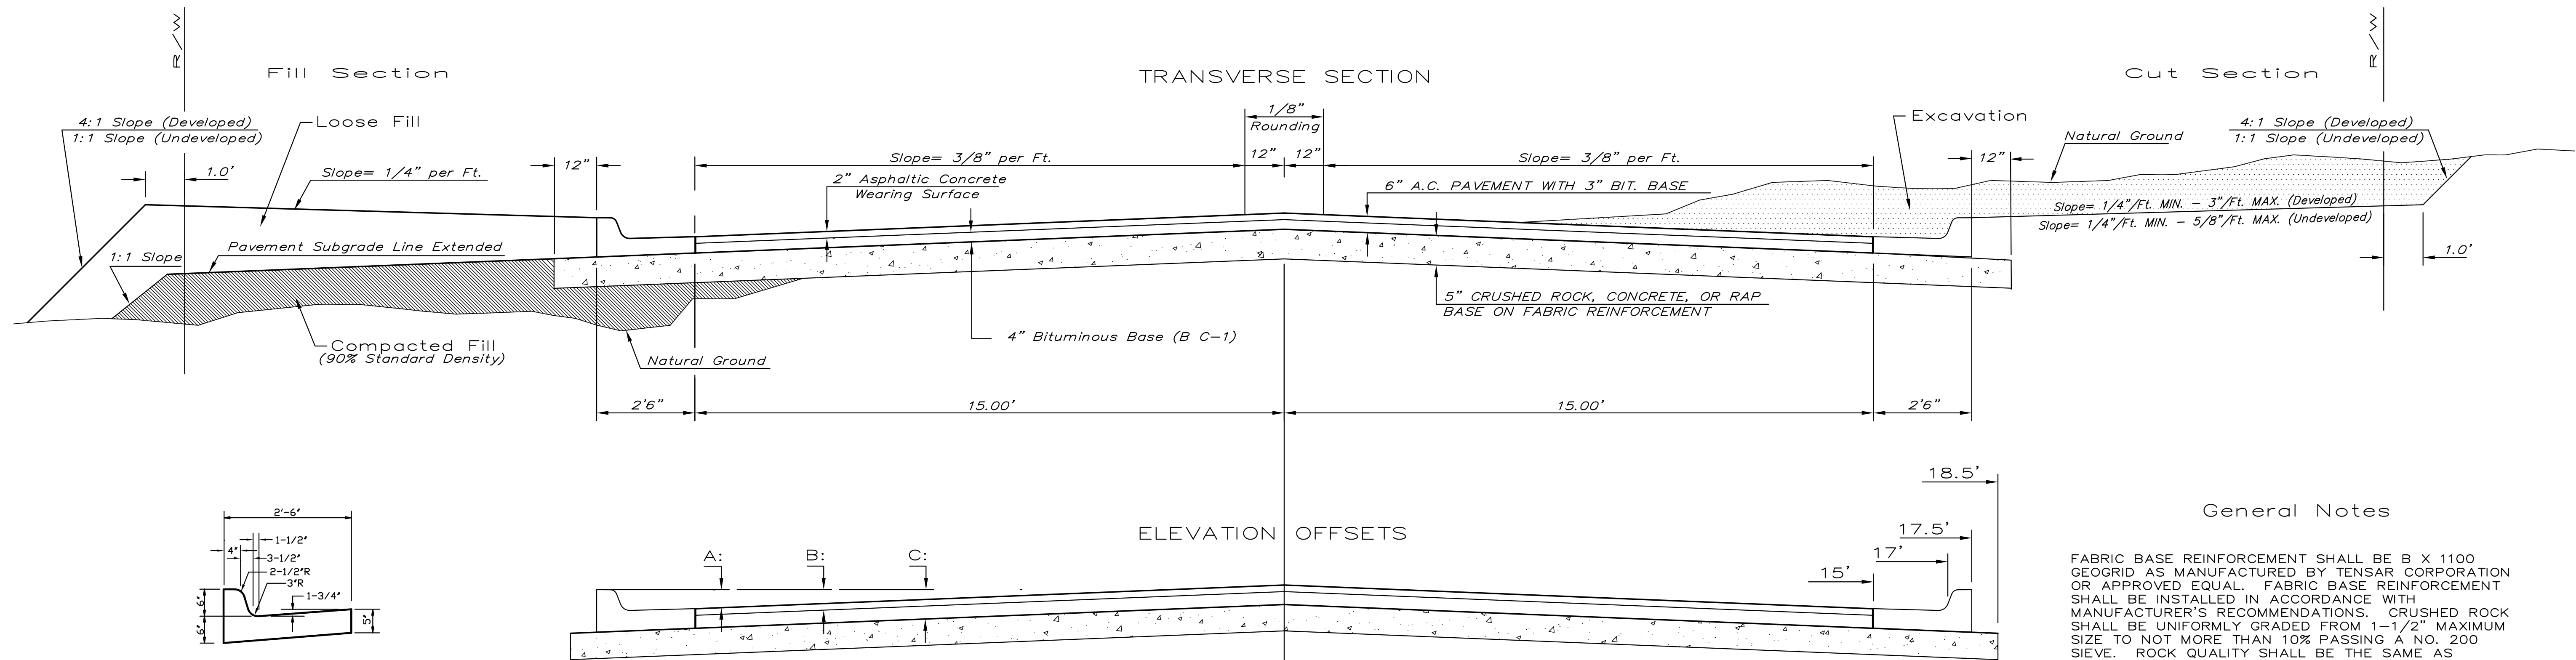 R/W
Fill Section
TRANSVERSE SECTION
Cut Section
R/W
4:1 Slope (Developed)
1:1 Slope (Undeveloped)
Loose Fill
1/8"
Rounding
Excavation
Natural Ground
4:1 Slope (Developed)
1:1 Slope (Undeveloped)
1.0'
Slope= 1/4" per Ft.
12"
Slope= 3/8" per Ft.
12"
12"
Slope= 3/8" per Ft.
12"
2" Asphaltic Concrete
Wearing Surface
6" A.C. PAVEMENT WITH 3" BIT. BASE
Slope= 1/4"/Ft. MIN. - 3"/Ft. MAX. (Developed)
Slope= 1/4"/Ft. MIN. - 5/8"/Ft. MAX. (Undeveloped)
1:1 Slope
Pavement Subgrade Line Extended
1.0'
5" CRUSHED ROCK, CONCRETE, OR RAP
BASE ON FABRIC REINFORCEMENT
4" Bituminous Base (B C-1)
Compacted Fill
(90% Standard Density)
Natural Ground
2'6"
15.00'
15.00'
2'6"
18.5'
17.5'
17'
15'
ELEVATION OFFSETS
A:
B:
C:
2'-6"
1-1/2"
4"
3-1/2"
2-1/2"R
3"R
1-3/4"
6"
6"
5"
General Notes
FABRIC BASE REINFORCEMENT SHALL BE B X 1100
GEOGRID AS MANUFACTURED BY TENSAR CORPORATION
OR APPROVED EQUAL. FABRIC BASE REINFORCEMENT
SHALL BE INSTALLED IN ACCORDANCE WITH
MANUFACTURER'S RECOMMENDATIONS. CRUSHED ROCK
SHALL BE UNIFORMLY GRADED FROM 1-1/2" MAXIMUM
SIZE TO NOT MORE THAN 10% PASSING A NO. 200
SIEVE. ROCK QUALITY SHALL BE THE SAME AS